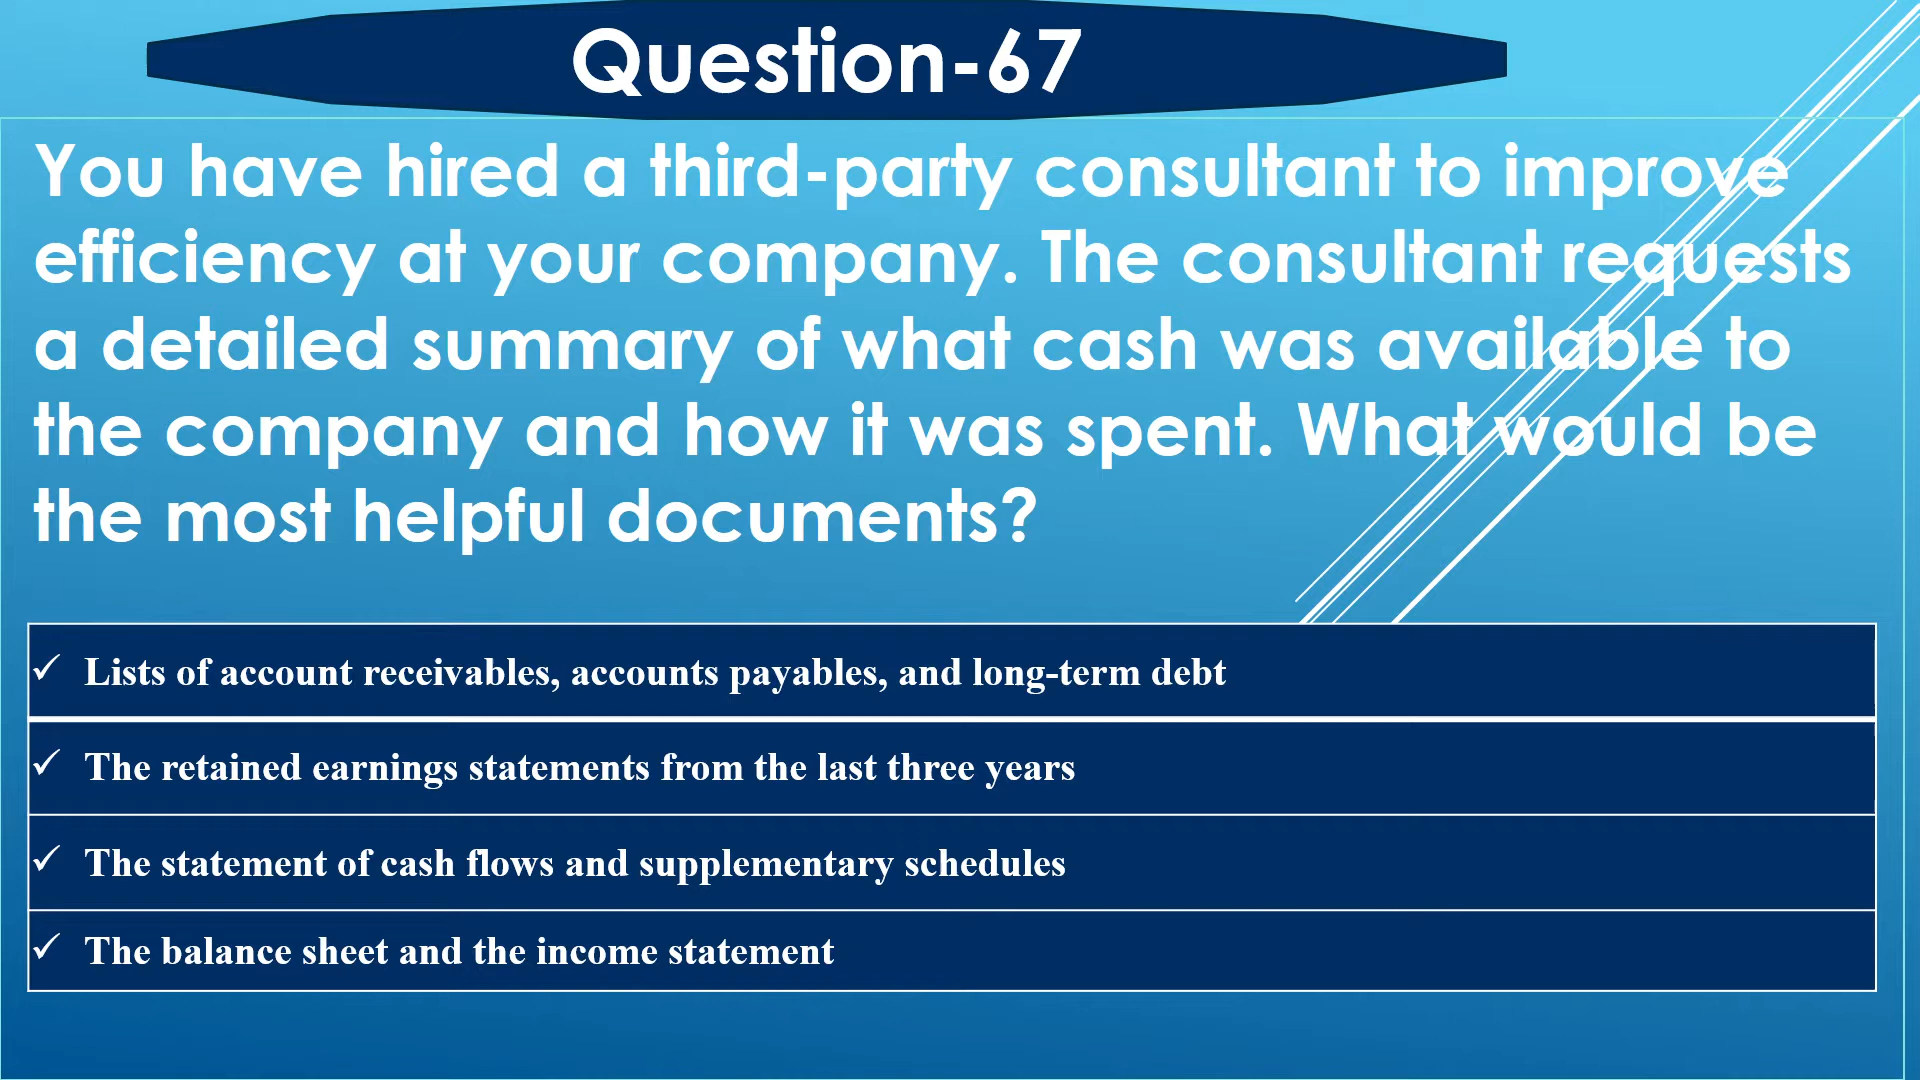 Question-67
You have hired a third-party consultant to improve
efficiency at your company. The consultant requests
a detailed summary of what cash was available to
the company and how it was spent. What would be
the most helpful documents?
✓ Lists of account receivables, accounts payables, and long-term debt
✓ The retained earnings statements from the last three years
✓ The statement of cash flows and supplementary schedules
✓ The balance sheet and the income statement